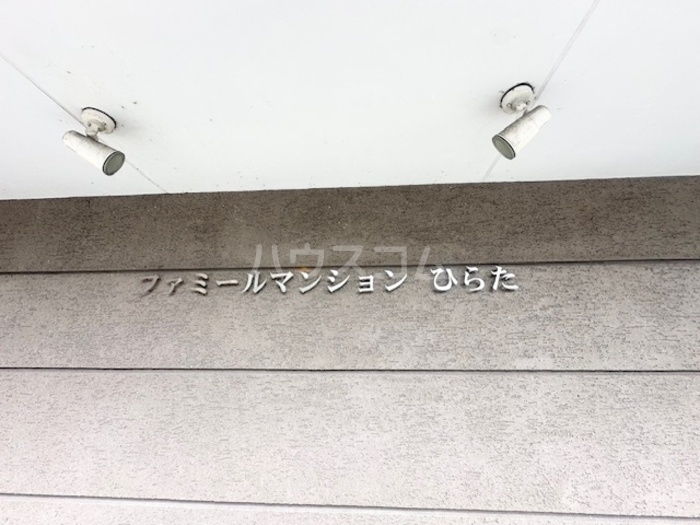 ハウスコム
ファミールマンション ひらた